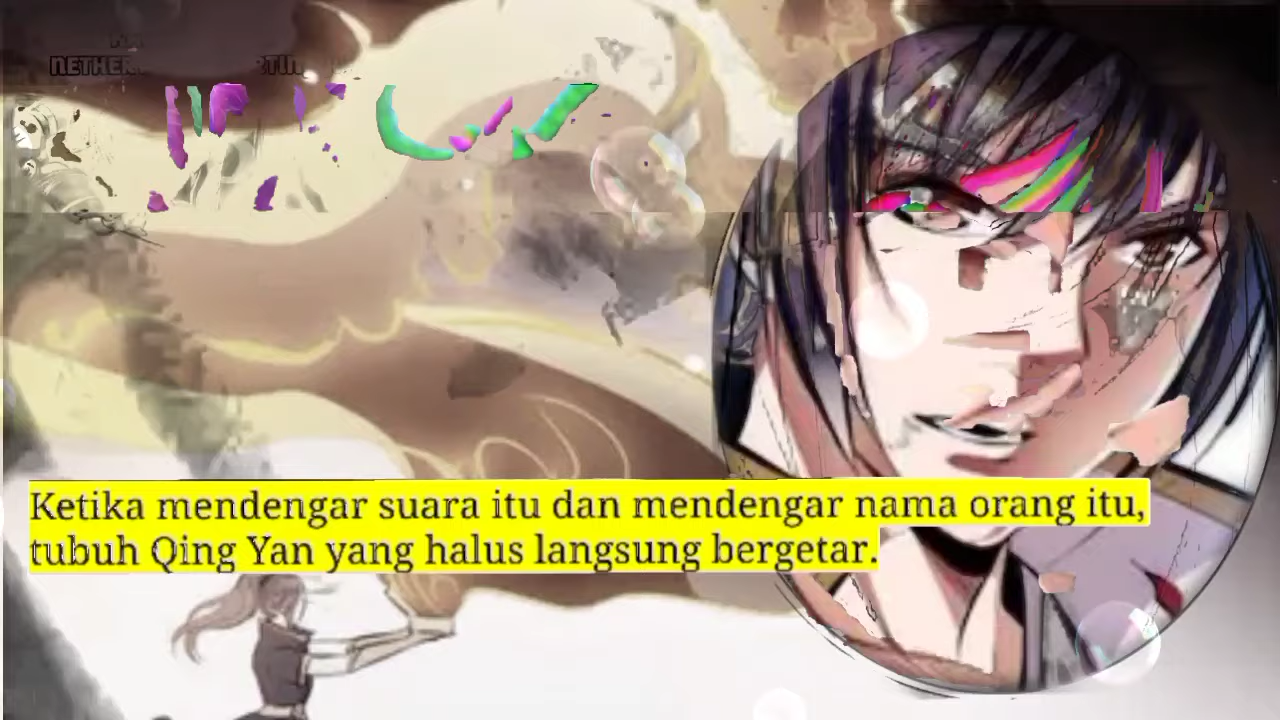 Ketika mendengar suara itu dan mendengar nama orang itu,
tubuh Qing Yan yang halus langsung bergetar.